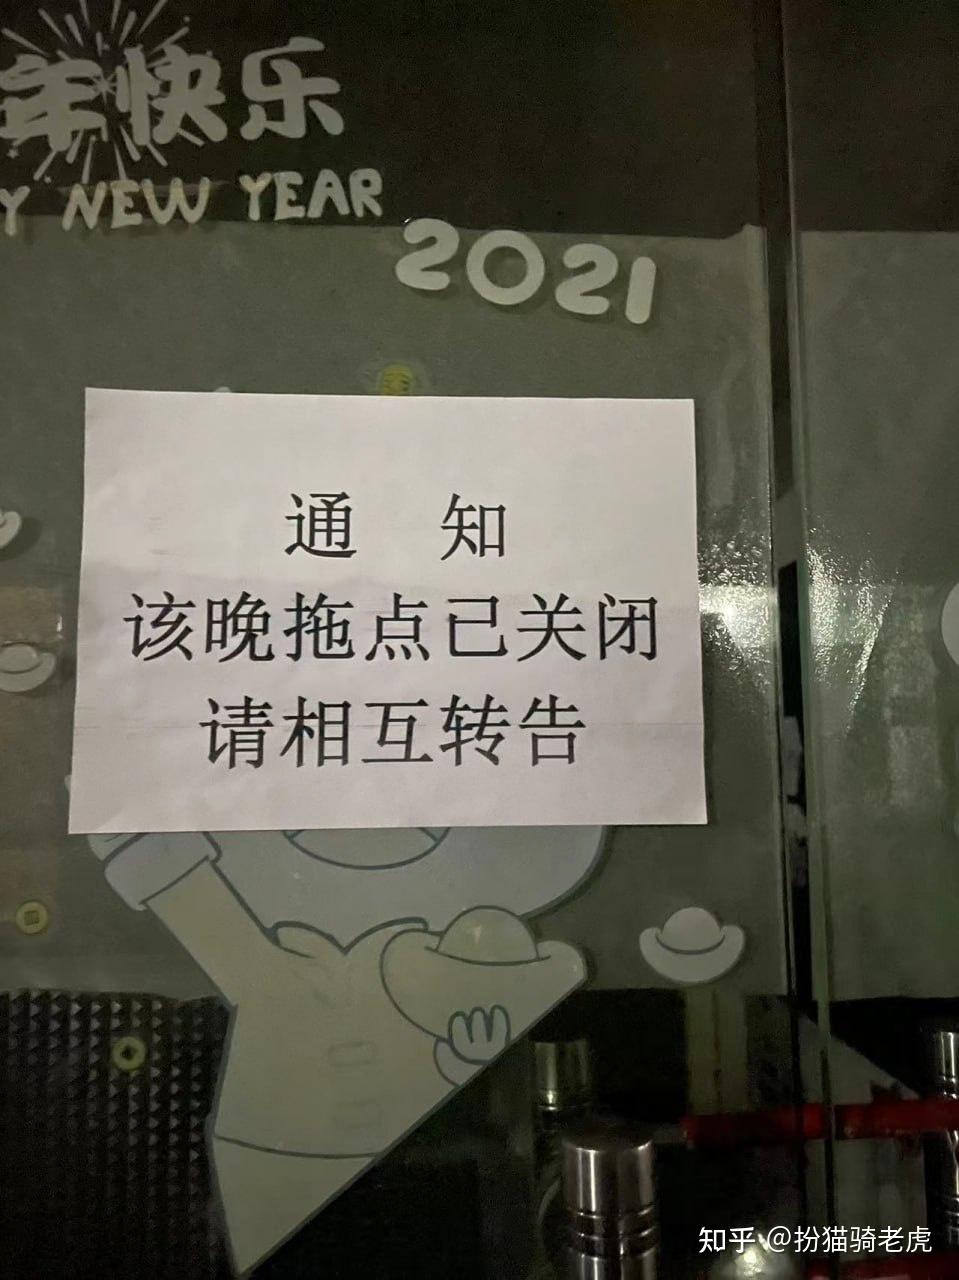 年快乐
Y NEW YEAR
2021
通 知
该晚拖点已关闭
请相互转告
知乎 @扮猫骑老虎